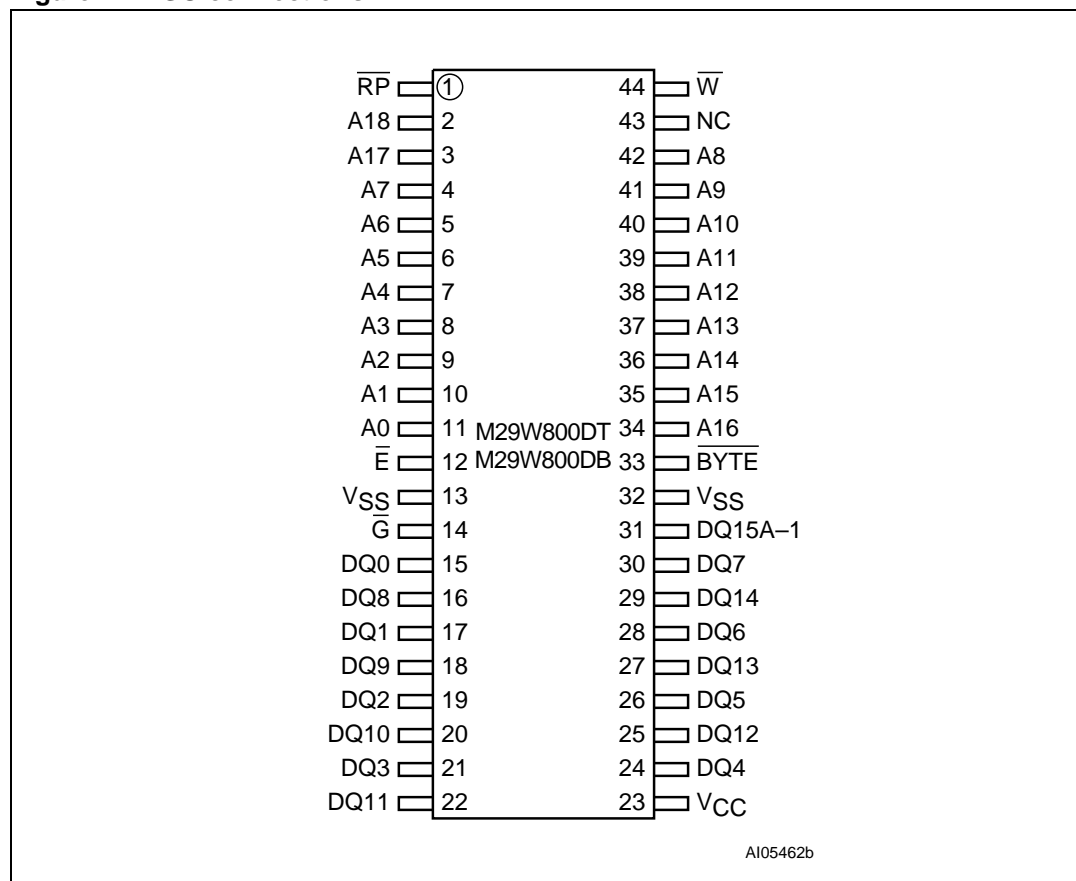 R̅P̅ 1 44 W̅
A18 2 43 NC
A17 3 42 A8
A7 4 41 A9
A6 5 40 A10
A5 6 39 A11
A4 7 38 A12
A3 8 37 A13
A2 9 36 A14
A1 10 35 A15
A0 11 M29W800DT 34 A16
E̅ 12 M29W800DB 33 B̅Y̅T̅E̅
VSS 13 32 VSS
G̅ 14 31 DQ15A–1
DQ0 15 30 DQ7
DQ8 16 29 DQ14
DQ1 17 28 DQ6
DQ9 18 27 DQ13
DQ2 19 26 DQ5
DQ10 20 25 DQ12
DQ3 21 24 DQ4
DQ11 22 23 VCC
AI05462b